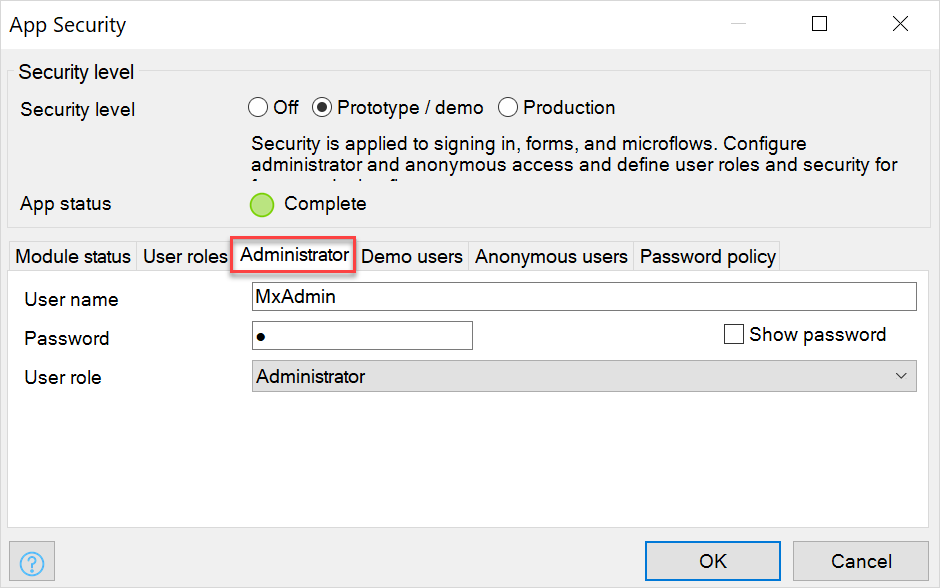 App Security
Security level
Security level
Off
Prototype / demo
Production
Security is applied to signing in, forms, and microflows. Configure
administrator and anonymous access and define user roles and security for
App status
Complete
Module status
User roles
Administrator
Demo users
Anonymous users
Password policy
User name
MxAdmin
Password
●
Show password
User role
Administrator
?
OK
Cancel